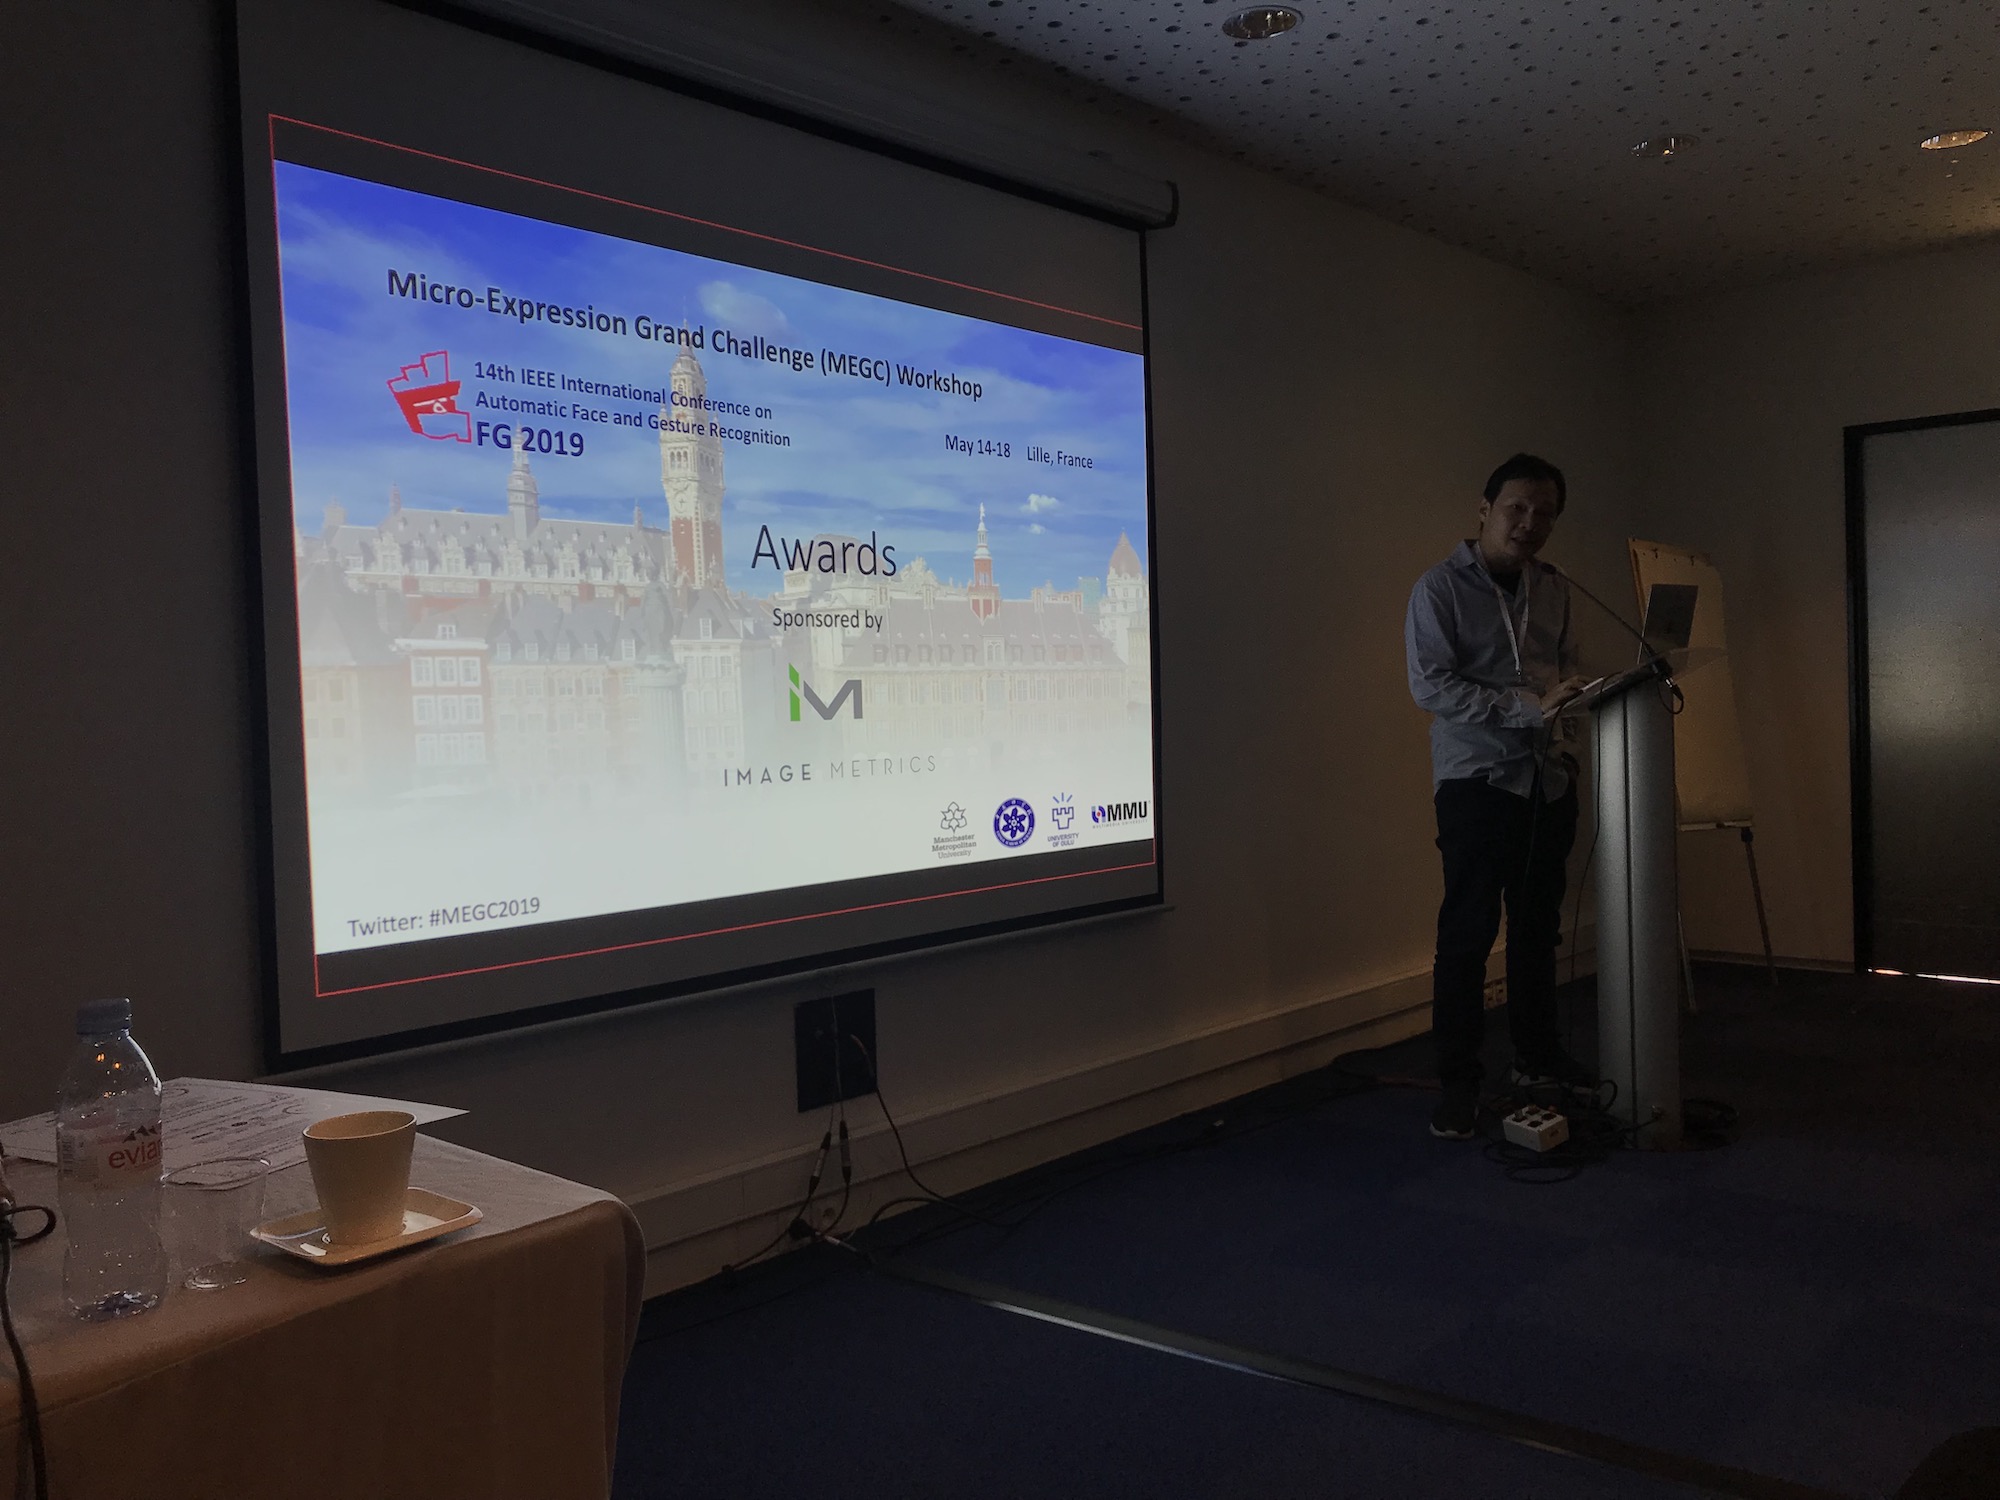 Micro-Expression Grand Challenge (MEGC) Workshop
14th IEEE International Conference on
Automatic Face and Gesture Recognition
FG 2019
May 14-18 Lille, France
Awards
Sponsored by
IMAGE METRICS
Manchester
Metropolitan
University
UNIVERSITY
OF OULU
MMU
MULTIMEDIA UNIVERSITY
Twitter: #MEGC2019
evian